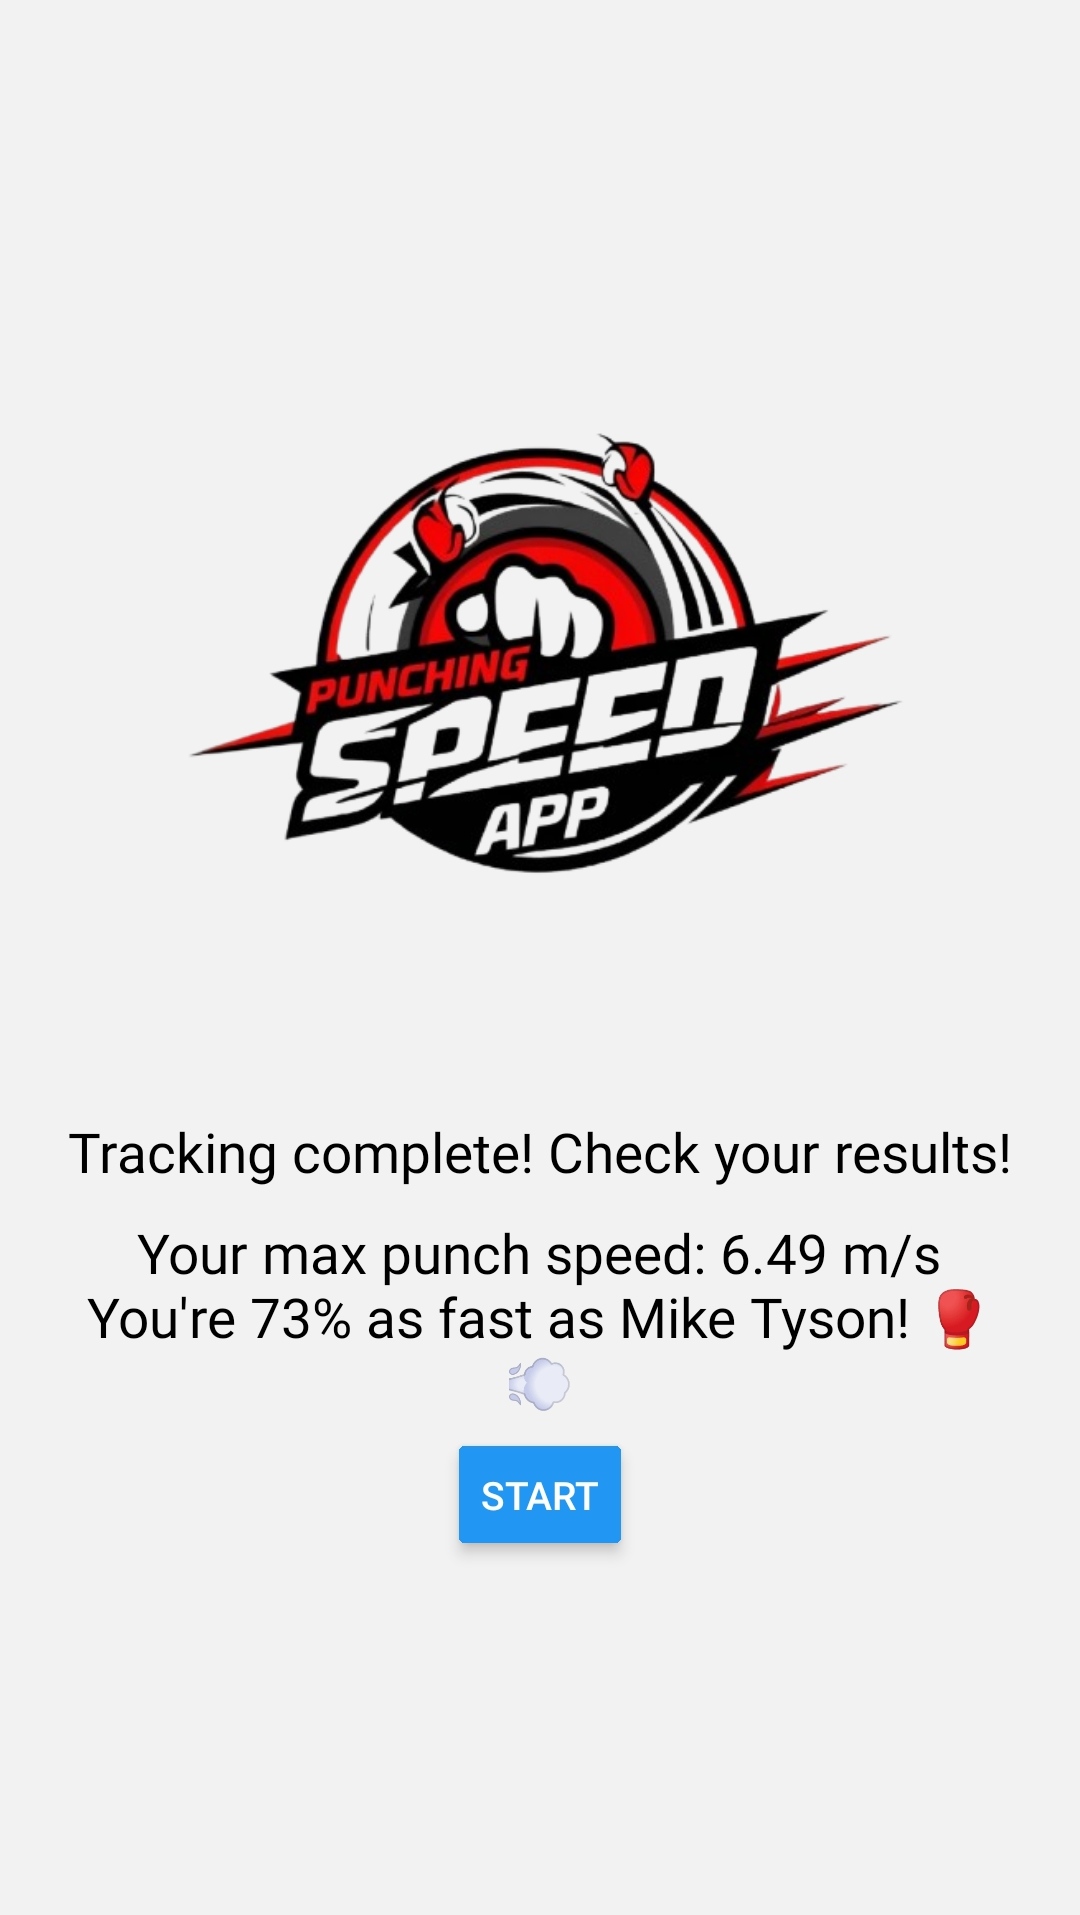 PUNCHING
SPEED
APP
Tracking complete! Check your results!
Your max punch speed: 6.49 m/s
You're 73% as fast as Mike Tyson! 🥊
💨
START